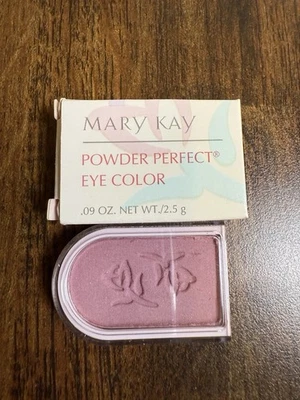 MARY KAY
POWDER PERFECT®
EYE COLOR
.09 OZ. NET WT./2.5 g